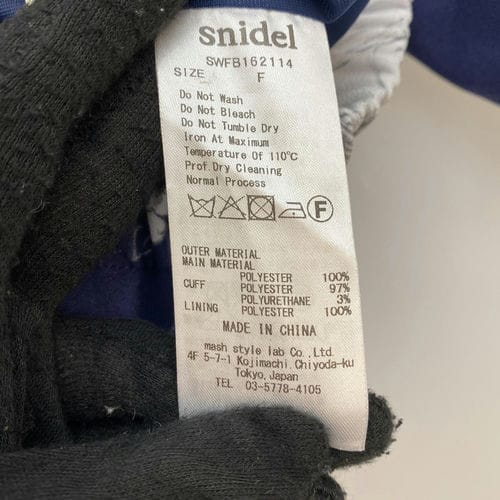 snidel
SWFB162114
SIZE F
Do Not Wash
Do Not Bleach
Do Not Tumble Dry
Iron At Maximum
Temperature Of 110℃
Prof.Dry Cleaning
Normal Process
F
OUTER MATERIAL
MAIN MATERIAL
POLYESTER 100%
CUFF POLYESTER 97%
POLYURETHANE 3%
LINING POLYESTER 100%
MADE IN CHINA
mash style lab Co.,Ltd.
4F 5-7-1 Kojimachi,Chiyoda-ku
Tokyo,Japan
TEL 03-5778-4105